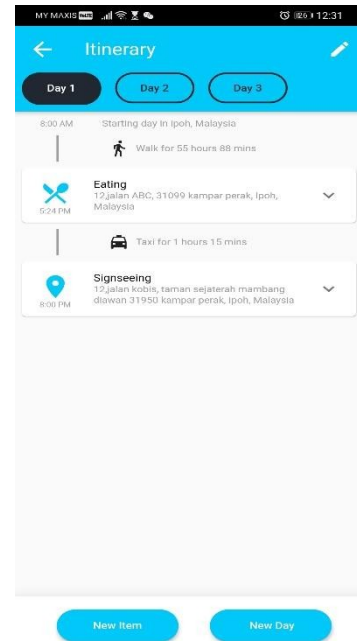 MY MAXIS 12:31
Itinerary
Day 1 Day 2 Day 3
8:00 AM Starting day in Ipoh, Malaysia
Walk for 55 hours 88 mins
Eating
12,jalan ABC, 31099 kampar perak, Ipoh,
Malaysia
5:24 PM
Taxi for 1 hours 15 mins
Signseeing
12,jalan kobis, taman sejaterah mambang
diawan 31950 kampar perak, ipoh, Malaysia
8:00 PM
New Item New Day